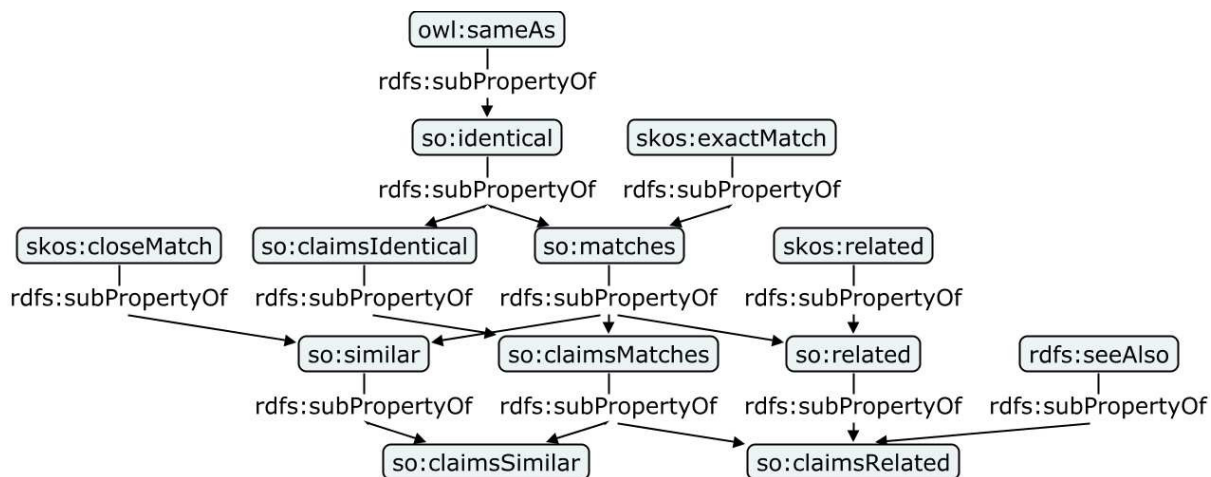 owl:sameAs
rdfs:subPropertyOf
so:identical skos:exactMatch
rdfs:subPropertyOf rdfs:subPropertyOf
skos:closeMatch so:claimsIdentical so:matches skos:related
rdfs:subPropertyOf rdfs:subPropertyOf rdfs:subPropertyOf rdfs:subPropertyOf
so:similar so:claimsMatches so:related rdfs:seeAlso
rdfs:subPropertyOf rdfs:subPropertyOf rdfs:subPropertyOf rdfs:subPropertyOf
so:claimsSimilar so:claimsRelated